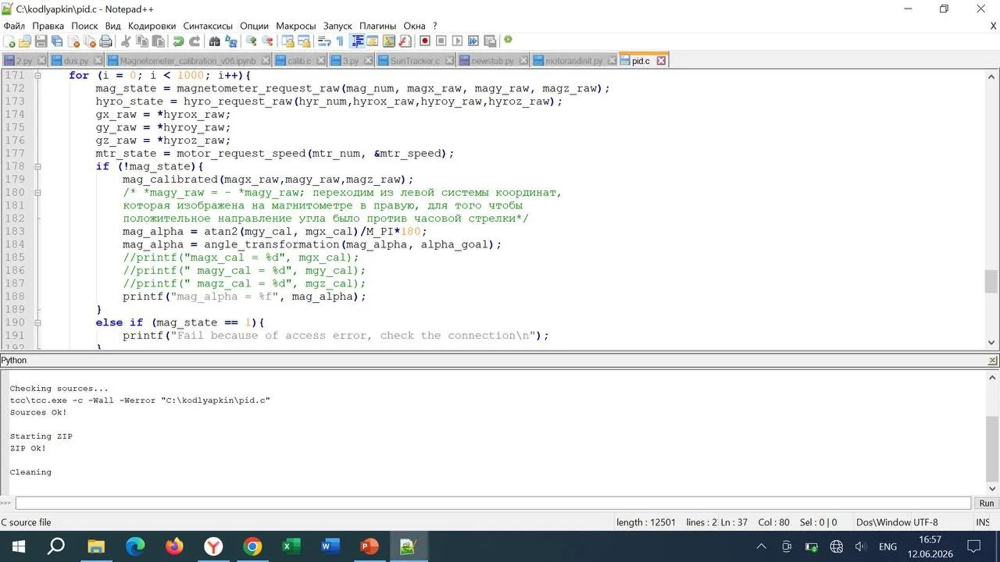 C:\kodlyapkin\pid.c - Notepad++
Файл Правка Поиск Вид Кодировки Синтаксисы Опции Макросы Запуск Плагины Окна ? X
2.py dus.py Magnetometer_calibration_v06.ipynb calib.c 3.py SunTracker.c newstub.py motorandinit.py pid.c
171 for (i = 0; i < 1000; i++){
172 mag_state = magnetometer_request_raw(mag_num, magx_raw, magy_raw, magz_raw);
173 hyro_state = hyro_request_raw(hyr_num,hyrox_raw,hyroy_raw,hyroz_raw);
174 gx_raw = *hyrox_raw;
175 gy_raw = *hyroy_raw;
176 gz_raw = *hyroz_raw;
177 mtr_state = motor_request_speed(mtr_num, &mtr_speed);
178 if (!mag_state){
179 mag_calibrated(magx_raw,magy_raw,magz_raw);
180 /* *magy_raw = - *magy_raw; переходим из левой системы координат,
181 которая изображена на магнитометре в правую, для того чтобы
182 положительное направление угла было против часовой стрелки*/
183 mag_alpha = atan2(mgy_cal, mgx_cal)/M_PI*180;
184 mag_alpha = angle_transformation(mag_alpha, alpha_goal);
185 //printf("magx_cal = %d", mgx_cal);
186 //printf(" magy_cal = %d", mgy_cal);
187 //printf(" magz_cal = %d", mgz_cal);
188 printf("mag_alpha = %f", mag_alpha);
189 }
190 else if (mag_state == 1){
191 printf("Fail because of access error, check the connection\n");
192 }
Python
Checking sources...
tcc\tcc.exe -c -Wall -Werror "C:\kodlyapkin\pid.c"
Sources Ok!
Starting ZIP
ZIP Ok!
Cleaning
>>> Run
C source file length : 12501 lines : 2 Ln : 37 Col : 80 Sel : 0 | 0 Dos\Window UTF-8 INS
ENG 16:57
12.06.2026